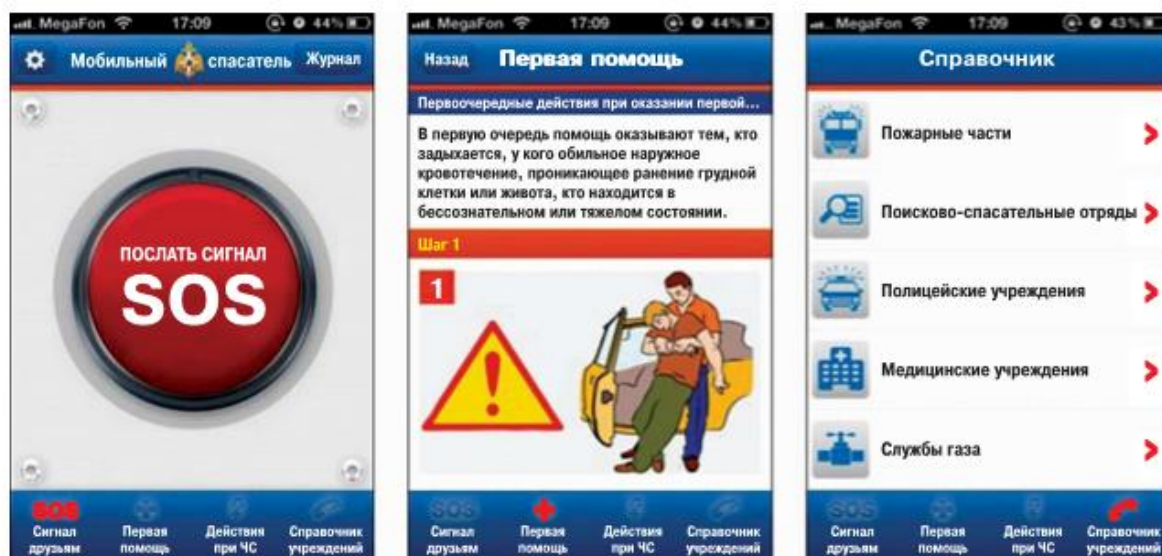 MegaFon 17:09 44%
Мобильный спасатель Журнал
ПОСЛАТЬ СИГНАЛ
SOS
SOS
Сигнал друзьям
Первая помощь
Действия при ЧС
Справочник учреждений
MegaFon 17:09 44%
Назад Первая помощь
Первоочередные действия при оказании первой...
В первую очередь помощь оказывают тем, кто
задыхается, у кого обильное наружное
кровотечение, проникающее ранение грудной
клетки или живота, кто находится в
бессознательном или тяжелом состоянии.
Шаг 1
1
SOS
Сигнал друзьям
Первая помощь
Действия при ЧС
Справочник учреждений
MegaFon 17:09 43%
Справочник
Пожарные части
Поисково-спасательные отряды
Полицейские учреждения
Медицинские учреждения
Службы газа
SOS
Сигнал друзьям
Первая помощь
Действия при ЧС
Справочник учреждений